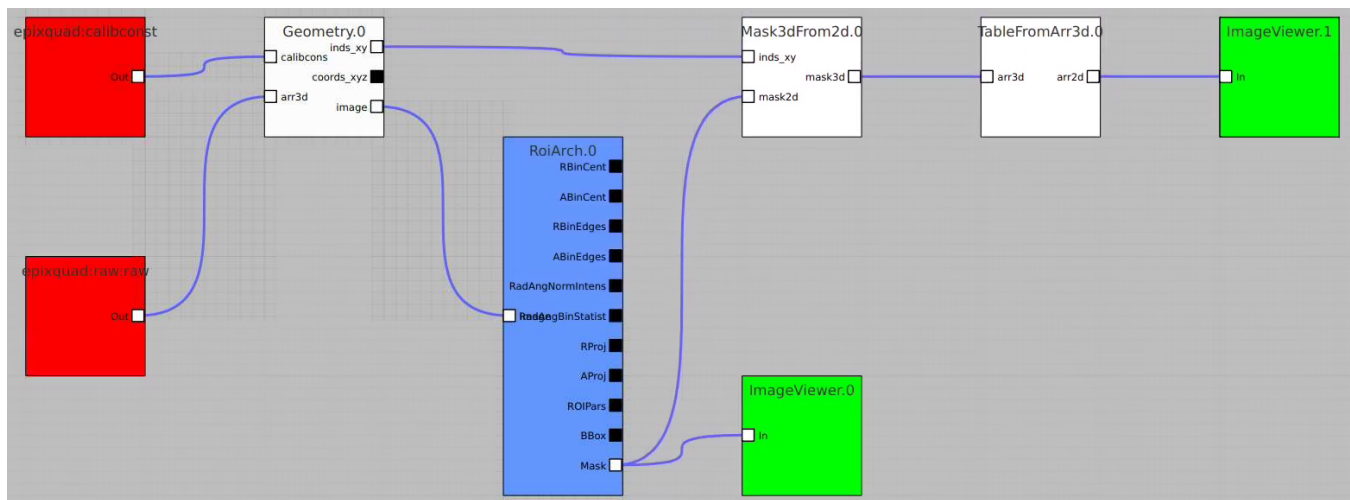 epixquad:calibconst
Out
epixquad:raw:raw
Out
Geometry.0
inds_xy
calibcons
coords_xyz
arr3d
image
RoiArch.0
RBinCent
ABinCent
RBinEdges
ABinEdges
RadAngNormIntens
RadAngBinStatist
RProj
AProj
ROIPars
BBox
Mask
Mask3dFrom2d.0
inds_xy
mask3d
mask2d
ImageViewer.0
In
TableFromArr3d.0
arr3d
arr2d
ImageViewer.1
In